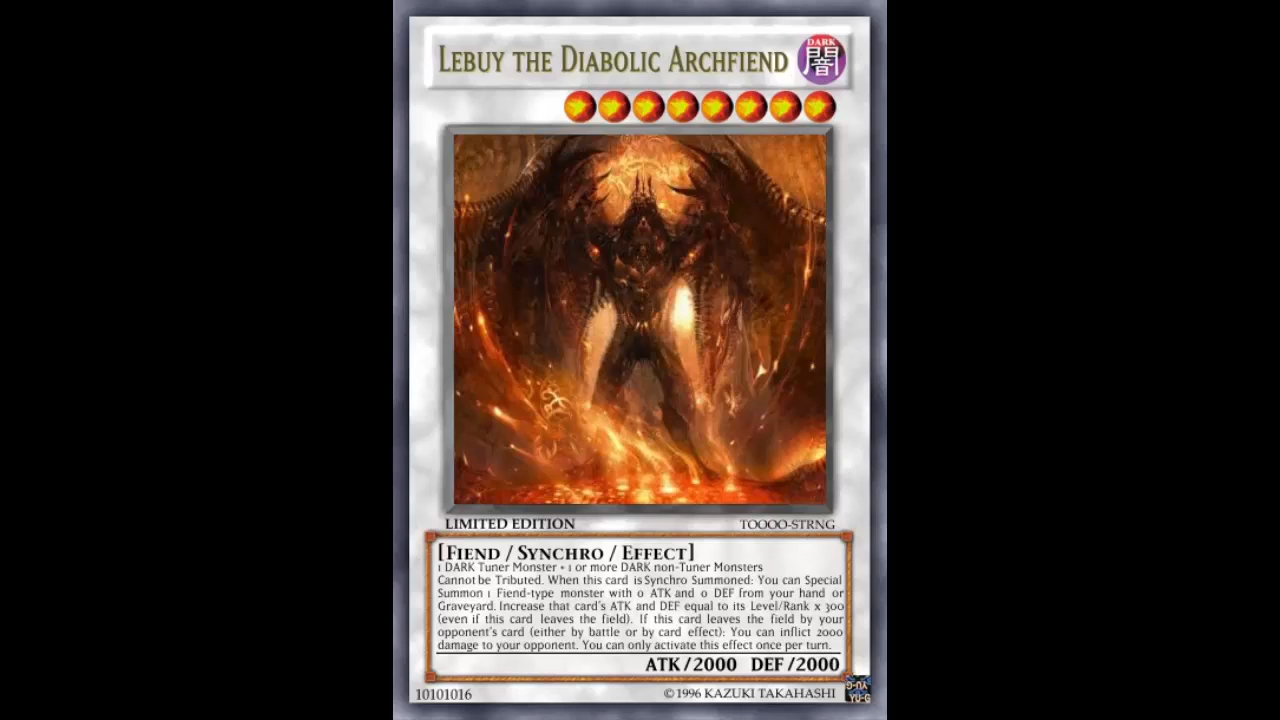 LEBUY THE DIABOLIC ARCHFIEND
DARK
闇
LIMITED EDITION
TOOOO-STRNG
[FIEND / SYNCHRO / EFFECT]
1 DARK Tuner Monster + 1 or more DARK non-Tuner Monsters
Cannot be Tributed. When this card is Synchro Summoned: You can Special
Summon 1 Fiend-type monster with 0 ATK and 0 DEF from your hand or
Graveyard. Increase that card's ATK and DEF equal to its Level/Rank x 300
(even if this card leaves the field). If this card leaves the field by your
opponent's card (either by battle or by card effect): You can inflict 2000
damage to your opponent. You can only activate this effect once per turn.
ATK/2000 DEF/2000
10101016
©1996 KAZUKI TAKAHASHI